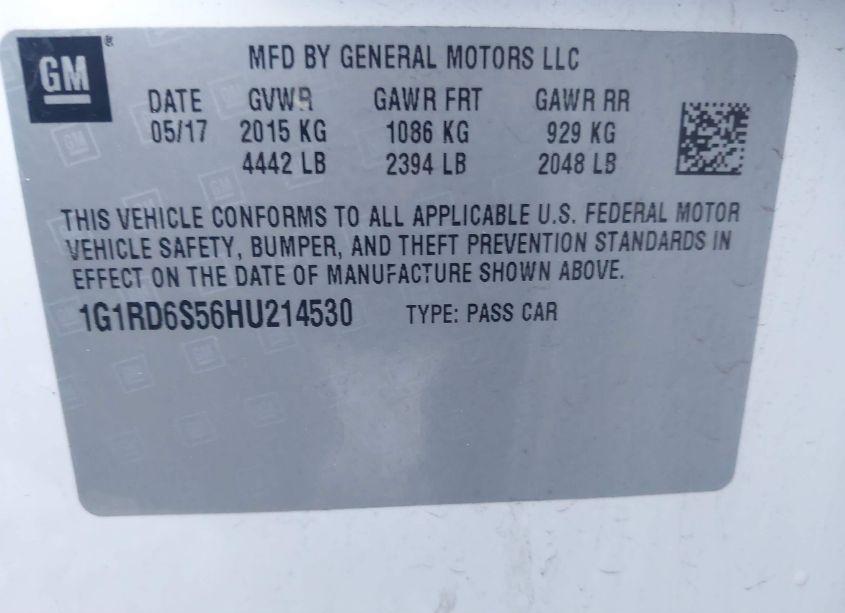 GM
MFD BY GENERAL MOTORS LLC
DATE GVWR GAWR FRT GAWR RR
05/17 2015 KG 1086 KG 929 KG
4442 LB 2394 LB 2048 LB
THIS VEHICLE CONFORMS TO ALL APPLICABLE U.S. FEDERAL MOTOR
VEHICLE SAFETY, BUMPER, AND THEFT PREVENTION STANDARDS IN
EFFECT ON THE DATE OF MANUFACTURE SHOWN ABOVE.
1G1RD6S56HU214530 TYPE: PASS CAR